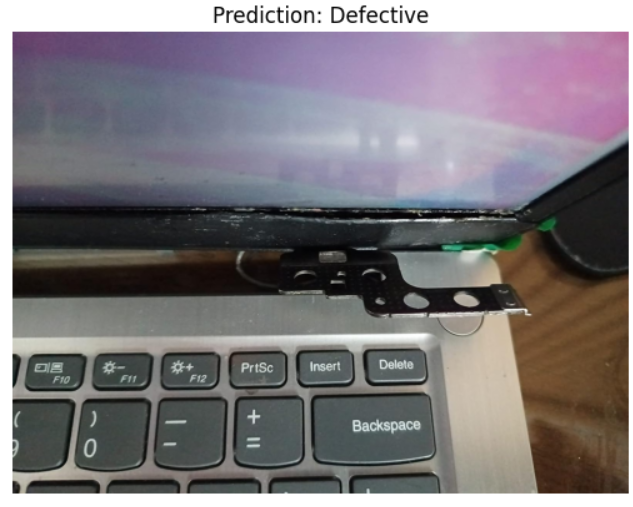 Prediction: Defective
F10
F11
F12
PrtSc
Insert
Delete
(
9
)
0
—
-
+
=
Backspace